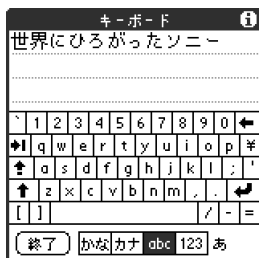 キーボード
世界にひろがったソニー
` 1 2 3 4 5 6 7 8 9 0 ←
→| q w e r t y u i o p ¥
a s d f g h j k l ; '
z x c v b n m , .
[ ] / - =
終了 かな カナ abc 123 あ